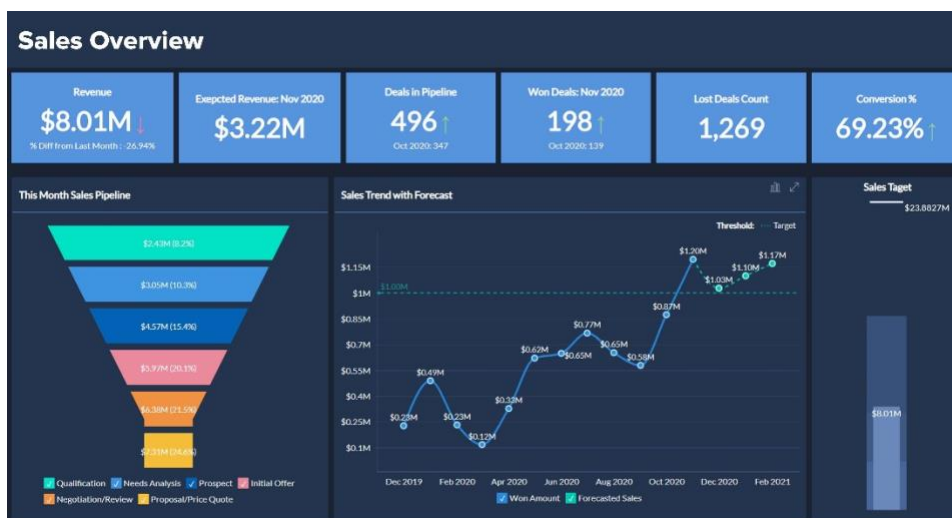 Sales Overview
Revenue
$8.01M ↓
% Diff from Last Month : -26.94%
Exepcted Revenue: Nov 2020
$3.22M
Deals in Pipeline
496 ↑
Oct 2020: 347
Won Deals: Nov 2020
198 ↑
Oct 2020: 139
Lost Deals Count
1,269
Conversion %
69.23% ↑
This Month Sales Pipeline
$2.43M (8.2%)
$3.05M (10.3%)
$4.57M (15.4%)
$5.97M (20.1%)
$6.38M (21.5%)
$7.31M (24.6%)
Qualification Needs Analysis Prospect Initial Offer
Negotiation/Review Proposal/Price Quote
Sales Trend with Forecast
Threshold: Target
$1.15M
$1M
$0.85M
$0.7M
$0.55M
$0.4M
$0.25M
$0.1M
$1.00M
$0.23M
$0.49M
$0.23M
$0.12M
$0.33M
$0.62M
$0.65M
$0.77M
$0.65M
$0.58M
$0.87M
$1.20M
$1.03M
$1.10M
$1.17M
Dec 2019 Feb 2020 Apr 2020 Jun 2020 Aug 2020 Oct 2020 Dec 2020 Feb 2021
Won Amount Forecasted Sales
Sales Taget
$23.8827M
$8.01M